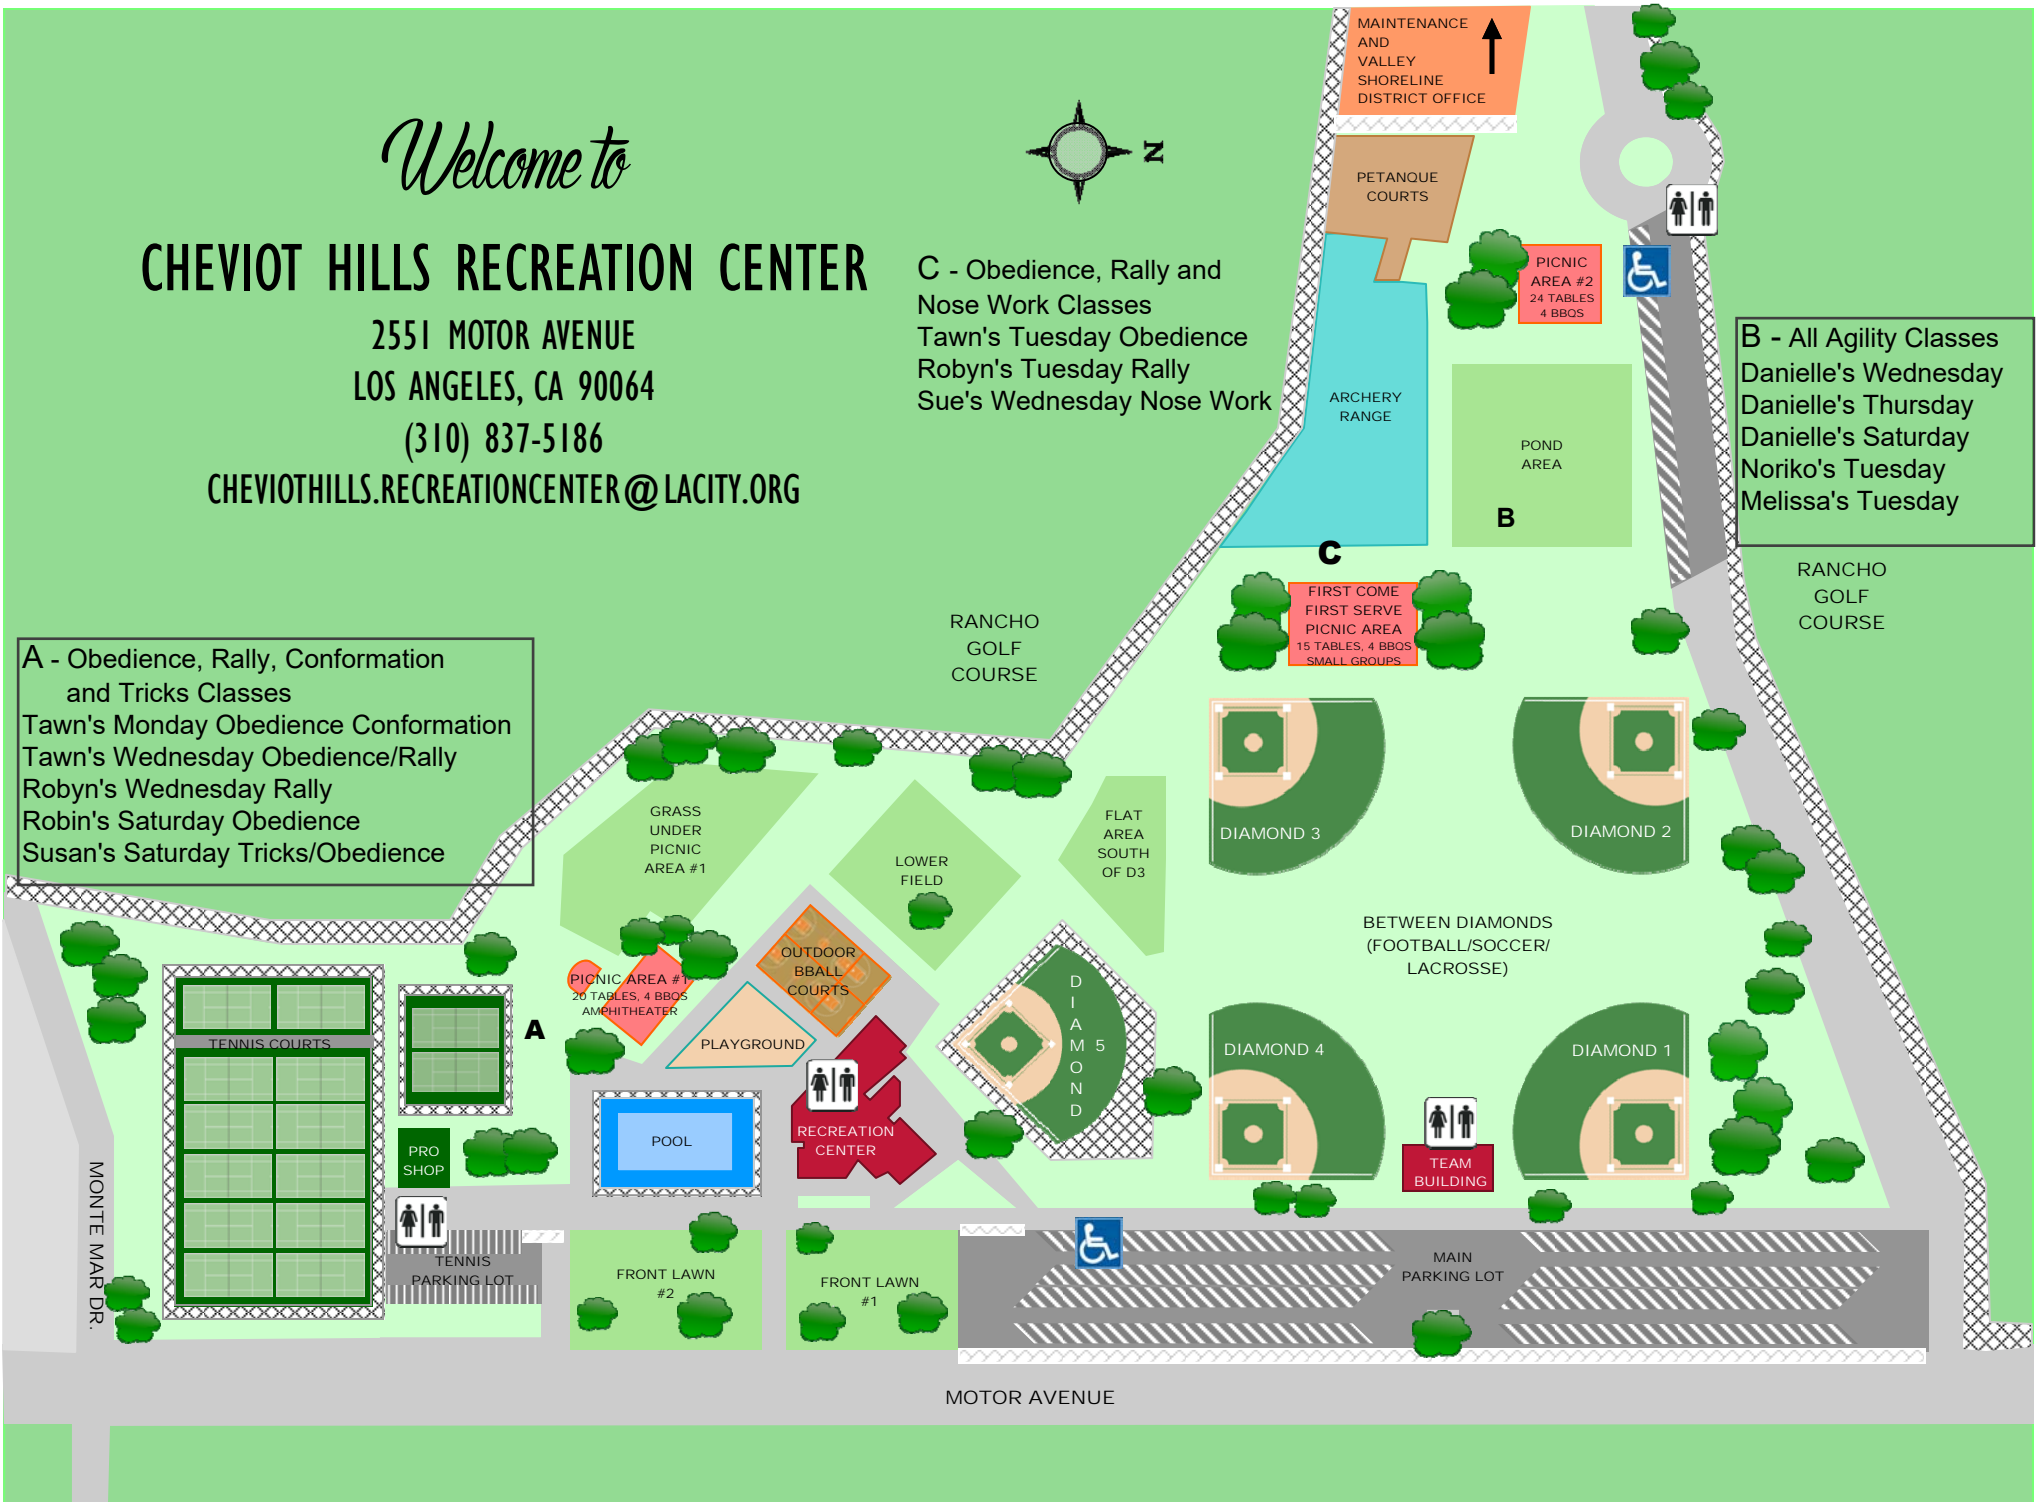 Welcome to
CHEVIOT HILLS RECREATION CENTER
2551 MOTOR AVENUE
LOS ANGELES, CA 90064
(310) 837-5186
CHEVIOTHILLS.RECREATIONCENTER@LACITY.ORG
N
C - Obedience, Rally and
Nose Work Classes
Tawn's Tuesday Obedience
Robyn's Tuesday Rally
Sue's Wednesday Nose Work
MAINTENANCE
AND
VALLEY
SHORELINE
DISTRICT OFFICE
PETANQUE
COURTS
PICNIC
AREA #2
24 TABLES
4 BBQS
ARCHERY
RANGE
POND
AREA
B
C
B - All Agility Classes
Danielle's Wednesday
Danielle's Thursday
Danielle's Saturday
Noriko's Tuesday
Melissa's Tuesday
RANCHO
GOLF
COURSE
FIRST COME
FIRST SERVE
PICNIC AREA
15 TABLES, 4 BBQS
SMALL GROUPS
RANCHO
GOLF
COURSE
A - Obedience, Rally, Conformation
and Tricks Classes
Tawn's Monday Obedience Conformation
Tawn's Wednesday Obedience/Rally
Robyn's Wednesday Rally
Robin's Saturday Obedience
Susan's Saturday Tricks/Obedience
GRASS
UNDER
PICNIC
AREA #1
LOWER
FIELD
FLAT
AREA
SOUTH
OF D3
DIAMOND 3
DIAMOND 2
BETWEEN DIAMONDS
(FOOTBALL/SOCCER/
LACROSSE)
OUTDOOR
BBALL
COURTS
PICNIC AREA #1
20 TABLES, 4 BBQS
AMPHITHEATER
PLAYGROUND
A
TENNIS COURTS
DIAMOND 5
DIAMOND 4
DIAMOND 1
POOL
RECREATION
CENTER
PRO
SHOP
TEAM
BUILDING
MONTE MAR DR.
TENNIS
PARKING LOT
FRONT LAWN
#2
FRONT LAWN
#1
MAIN
PARKING LOT
MOTOR AVENUE